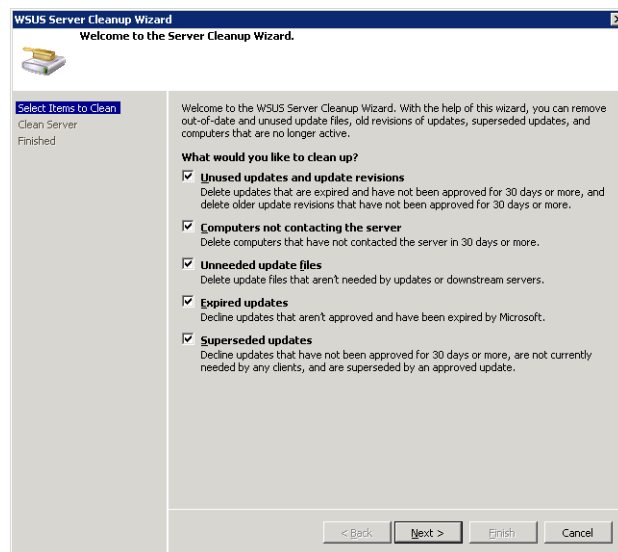 WSUS Server Cleanup Wizard
Welcome to the Server Cleanup Wizard.
Select Items to Clean
Clean Server
Finished
Welcome to the WSUS Server Cleanup Wizard. With the help of this wizard, you can remove
out-of-date and unused update files, old revisions of updates, superseded updates, and
computers that are no longer active.
What would you like to clean up?
Unused updates and update revisions
Delete updates that are expired and have not been approved for 30 days or more, and
delete older update revisions that have not been approved for 30 days or more.
Computers not contacting the server
Delete computers that have not contacted the server in 30 days or more.
Unneeded update files
Delete update files that aren't needed by updates or downstream servers.
Expired updates
Decline updates that aren't approved and have been expired by Microsoft.
Superseded updates
Decline updates that have not been approved for 30 days or more, are not currently
needed by any clients, and are superseded by an approved update.
< Back
Next >
Finish
Cancel